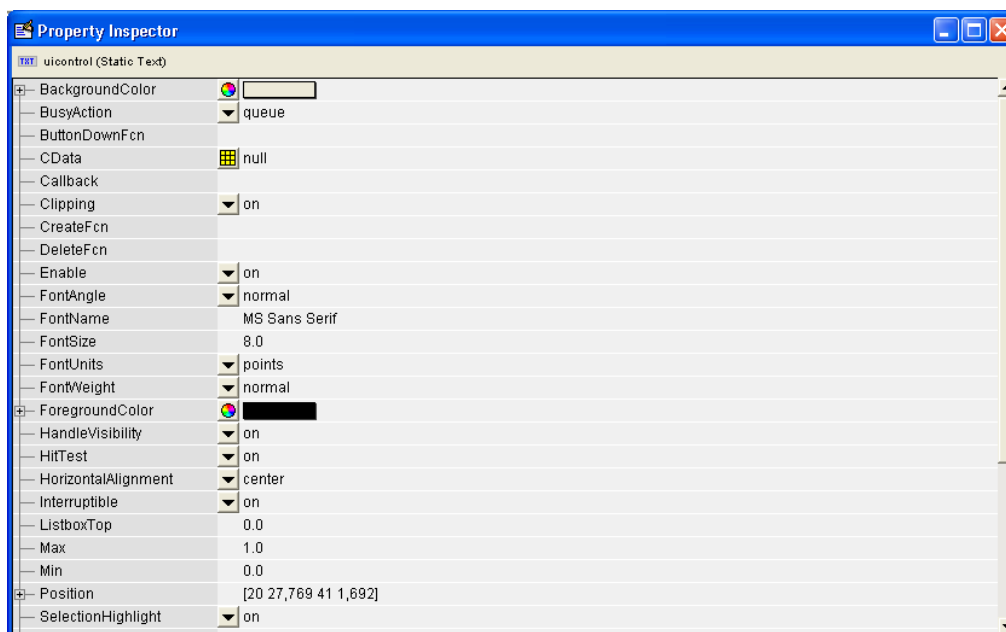 Property Inspector
TXT uicontrol (Static Text)
BackgroundColor
BusyAction queue
ButtonDownFcn
CData null
Callback
Clipping on
CreateFcn
DeleteFcn
Enable on
FontAngle normal
FontName MS Sans Serif
FontSize 8.0
FontUnits points
FontWeight normal
ForegroundColor
HandleVisibility on
HitTest on
HorizontalAlignment center
Interruptible on
ListboxTop 0.0
Max 1.0
Min 0.0
Position [20 27,769 41 1,692]
SelectionHighlight on